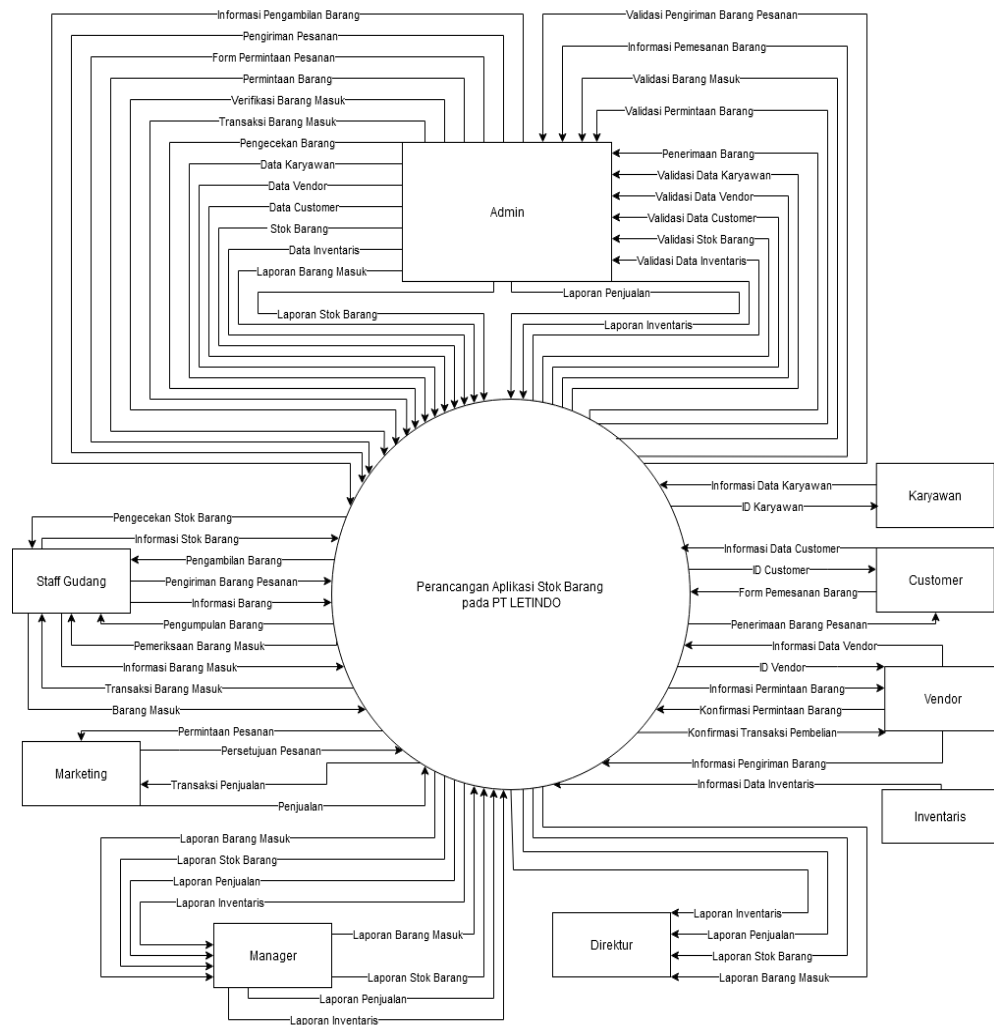 Informasi Pengambilan Barang
Pengiriman Pesanan
Form Permintaan Pesanan
Permintaan Barang
Verifikasi Barang Masuk
Transaksi Barang Masuk
Pengecekan Barang
Data Karyawan
Data Vendor
Data Customer
Stok Barang
Data Inventaris
Laporan Barang Masuk
Laporan Stok Barang
Admin
Validasi Pengiriman Barang Pesanan
Informasi Pemesanan Barang
Validasi Barang Masuk
Validasi Permintaan Barang
Penerimaan Barang
Validasi Data Karyawan
Validasi Data Vendor
Validasi Data Customer
Validasi Stok Barang
Validasi Data Inventaris
Laporan Penjualan
Laporan Inventaris
Perancangan Aplikasi Stok Barang
pada PT LETINDO
Pengecekan Stok Barang
Informasi Stok Barang
Staff Gudang
Pengambilan Barang
Pengiriman Barang Pesanan
Informasi Barang
Pengumpulan Barang
Pemeriksaan Barang Masuk
Informasi Barang Masuk
Transaksi Barang Masuk
Barang Masuk
Permintaan Pesanan
Persetujuan Pesanan
Marketing
Transaksi Penjualan
Penjualan
Informasi Data Karyawan
ID Karyawan
Karyawan
Informasi Data Customer
ID Customer
Form Pemesanan Barang
Penerimaan Barang Pesanan
Customer
Informasi Data Vendor
ID Vendor
Informasi Permintaan Barang
Konfirmasi Permintaan Barang
Konfirmasi Transaksi Pembelian
Informasi Pengiriman Barang
Vendor
Informasi Data Inventaris
Inventaris
Laporan Barang Masuk
Laporan Stok Barang
Laporan Penjualan
Laporan Inventaris
Manager
Laporan Barang Masuk
Laporan Stok Barang
Laporan Penjualan
Laporan Inventaris
Direktur
Laporan Inventaris
Laporan Penjualan
Laporan Stok Barang
Laporan Barang Masuk